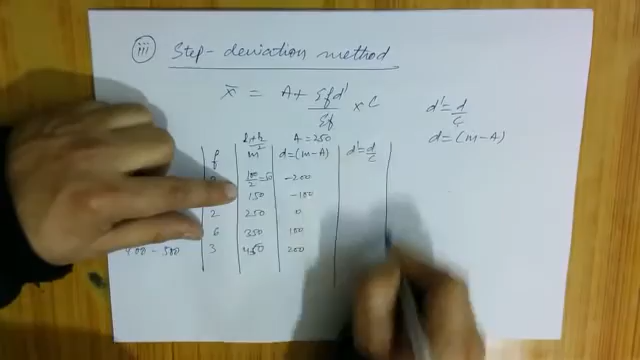 (iii) Step-deviation method
x̄ = A + Σfd' / Σf × C
d' = d/C
d = (m-A)
l₁+l₂/2 A = 250
f m d=(m-A) d'=d/C
100/2=50 -200
150 -100
2 250 0
6 350 100
400-500 3 450 200